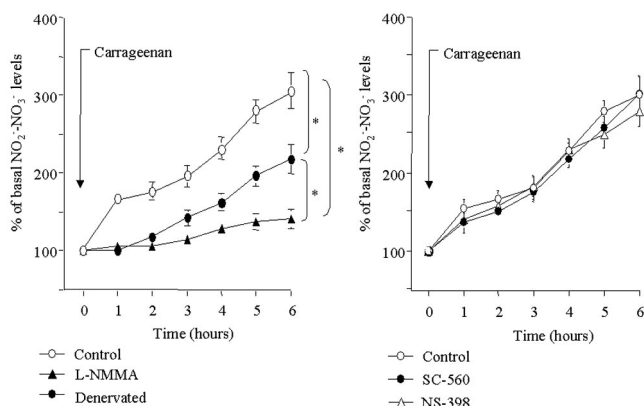 400
Carrageenan
300
200
100
% of basal NO₂⁻-NO₃⁻ levels
*
*
*
0 1 2 3 4 5 6
Time (hours)
Control
L-NMMA
Denervated
400
Carrageenan
300
200
100
% of basal NO₂⁻-NO₃⁻ levels
0 1 2 3 4 5 6
Time (hours)
Control
SC-560
NS-398